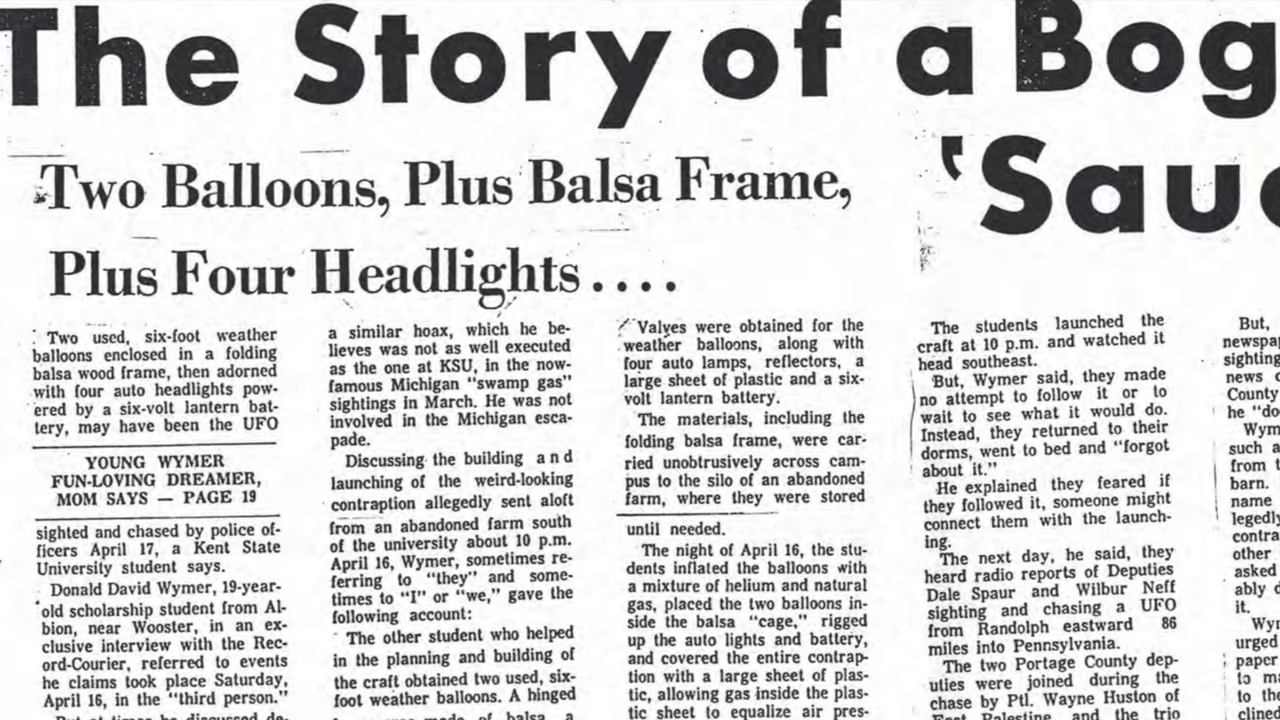 The Story of a Bog
'Sau
Two Balloons, Plus Balsa Frame,
Plus Four Headlights . . . .
Two used, six-foot weather
balloons enclosed in a folding
balsa wood frame, then adorned
with four auto headlights pow-
ered by a six-volt lantern bat-
tery, may have been the UFO
YOUNG WYMER
FUN-LOVING DREAMER,
MOM SAYS — PAGE 19
sighted and chased by police of-
ficers April 17, a Kent State
University student says.
Donald David Wymer, 19-year-
old scholarship student from Al-
bion, near Wooster, in an ex-
clusive interview with the Rec-
ord-Courier, referred to events
he claims took place Saturday,
April 16, in the "third person."
But at times he discussed de-
a similar hoax, which he be-
lieves was not as well executed
as the one at KSU, in the now-
famous Michigan "swamp gas"
sightings in March. He was not
involved in the Michigan esca-
pade.
Discussing the building and
launching of the weird-looking
contraption allegedly sent aloft
from an abandoned farm south
of the university about 10 p.m.
April 16, Wymer, sometimes re-
ferring to "they" and some-
times to "I" or "we," gave the
following account:
The other student who helped
in the planning and building of
the craft obtained two used, six-
foot weather balloons. A hinged
was made of balsa, a
Valves were obtained for the
weather balloons, along with
four auto lamps, reflectors, a
large sheet of plastic and a six-
volt lantern battery.
The materials, including the
folding balsa frame, were car-
ried unobtrusively across cam-
pus to the silo of an abandoned
farm, where they were stored
until needed.
The night of April 16, the stu-
dents inflated the balloons with
a mixture of helium and natural
gas, placed the two balloons in-
side the balsa "cage," rigged
up the auto lights and battery,
and covered the entire contrap-
tion with a large sheet of plas-
tic, allowing gas inside the plas-
tic sheet to equalize air pres-
The students launched the
craft at 10 p.m. and watched it
head southeast.
But, Wymer said, they made
no attempt to follow it or to
wait to see what it would do.
Instead, they returned to their
dorms, went to bed and "forgot
about it."
He explained they feared if
they followed it, someone might
connect them with the launch-
ing.
The next day, he said, they
heard radio reports of Deputies
Dale Spaur and Wilbur Neff
sighting and chasing a UFO
from Randolph eastward 86
miles into Pennsylvania.
The two Portage County dep-
uties were joined during the
chase by Ptl. Wayne Huston of
East Palestine, and the trio
But,
newspap
sighting
news c
County
he "do
Wym
such a
from t
barn.
name
legedly
contra
other
asked
ably d
it.
Wyr
urged
paper
to ma
to the
clined